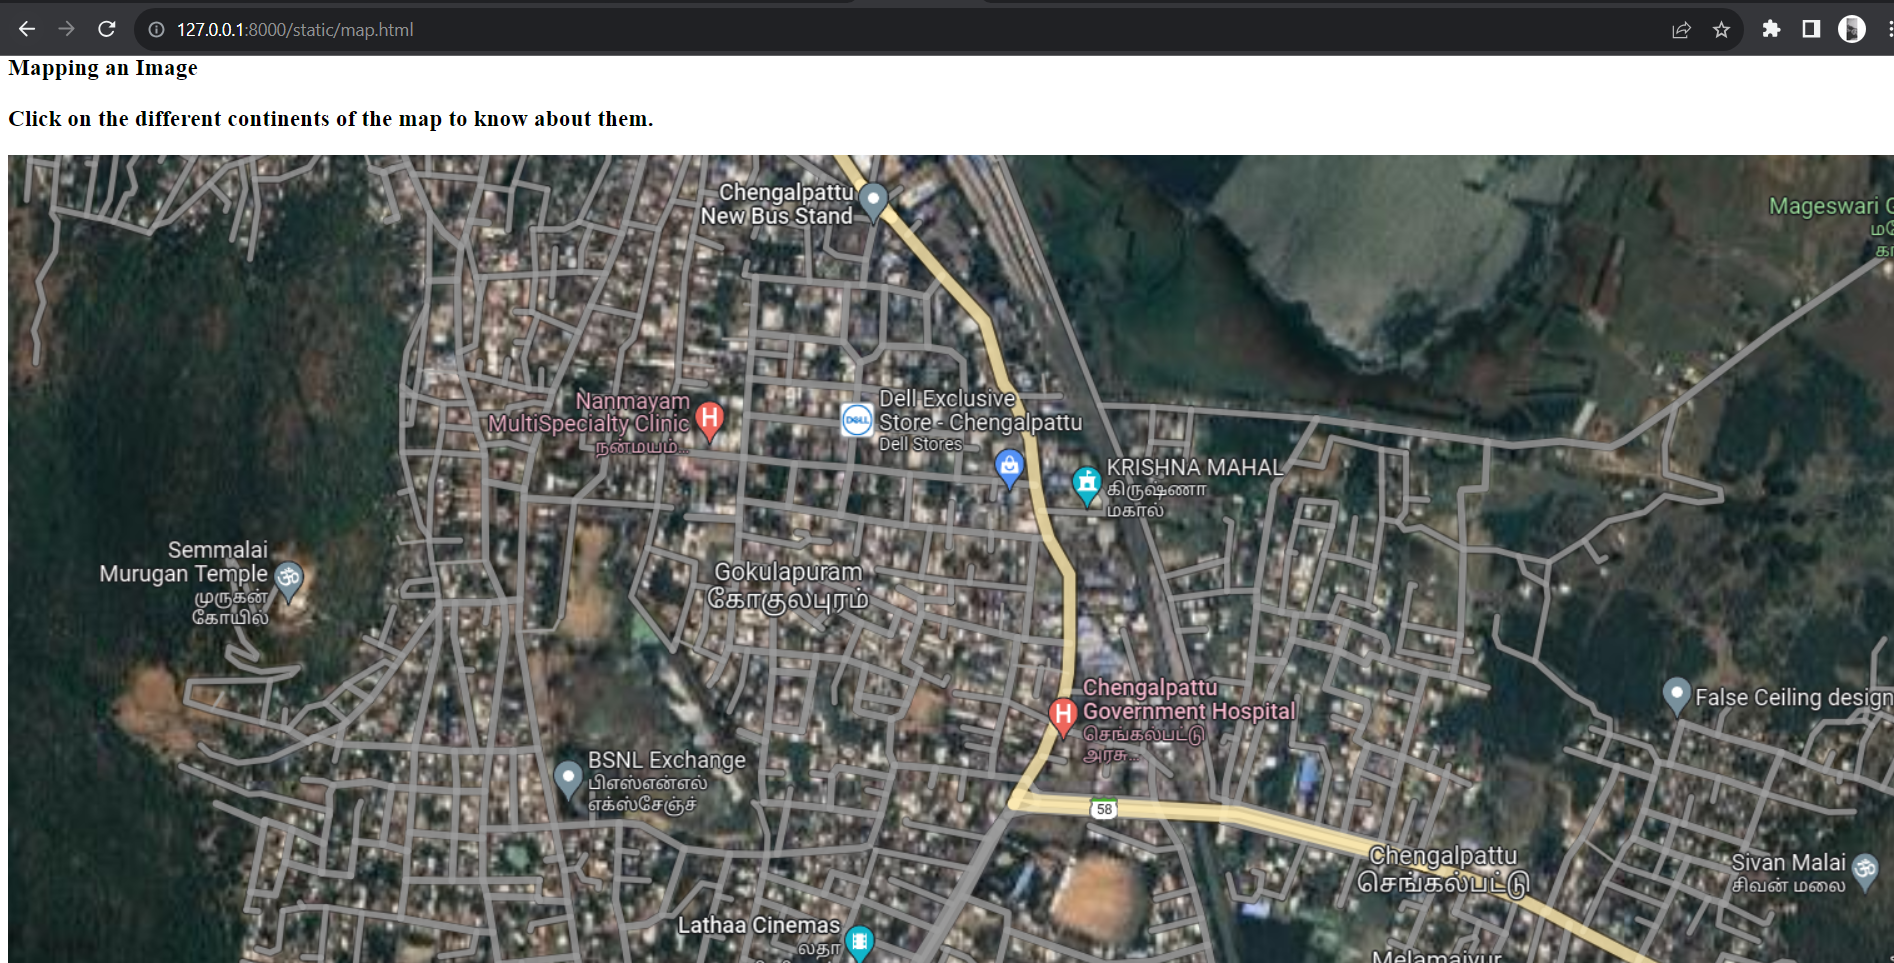 127.0.0.1:8000/static/map.html
Mapping an Image
Click on the different continents of the map to know about them.
Chengalpattu
New Bus Stand
Mageswari
Nanmayam
MultiSpecialty Clinic
நன்மயம்...
DELL
Dell Exclusive
Store - Chengalpattu
Dell Stores
KRISHNA MAHAL
கிருஷ்ணா
மகால்
Semmalai
Murugan Temple
முருகன்
கோயில்
Gokulapuram
கோகுலபுரம்
Chengalpattu
Government Hospital
செங்கல்பட்டு
அரசு...
False Ceiling design
BSNL Exchange
பிஎஸ்என்எல்
எக்ஸ்சேஞ்ச்
58
Chengalpattu
செங்கல்பட்டு
Sivan Malai
சிவன் மலை
Lathaa Cinemas
லதா
Melamaiyur